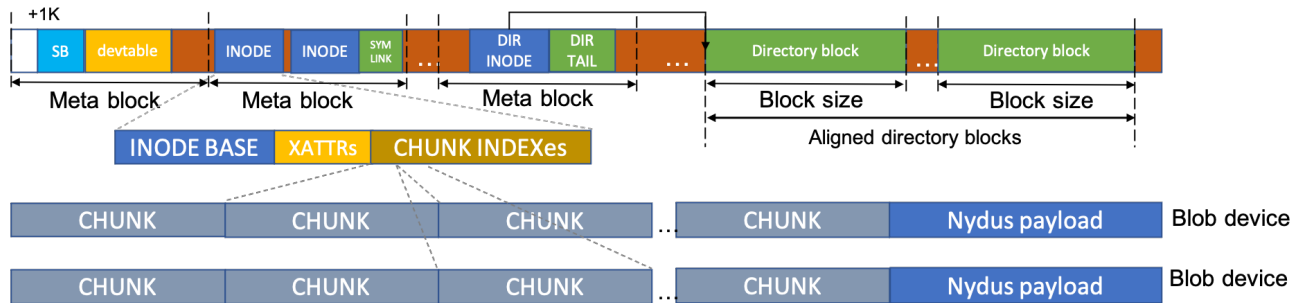 +1K
SB
devtable
INODE
INODE
SYM
LINK
...
DIR
INODE
DIR
TAIL
...
Directory block
...
Directory block
Meta block
Meta block
Meta block
Block size
Block size
Aligned directory blocks
INODE BASE
XATTRs
CHUNK INDEXes
CHUNK
CHUNK
CHUNK
...
CHUNK
Nydus payload
Blob device
CHUNK
CHUNK
CHUNK
...
CHUNK
Nydus payload
Blob device